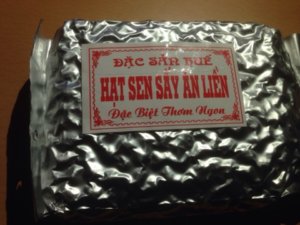 ĐẶC SẢN HUẾ
HẠT SEN SẤY ĂN LIỀN
Đặc Biệt Thơm Ngon